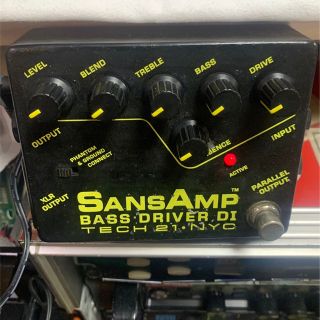 LEVEL BLEND TREBLE BASS DRIVE
OUTPUT
PHANTOM
& GROUND
CONNECT
INPUT
ACTIVE
XLR
OUTPUT
SANSAMP™
PARALLEL
OUTPUT
BASS DRIVER DI
TECH 21 NYC